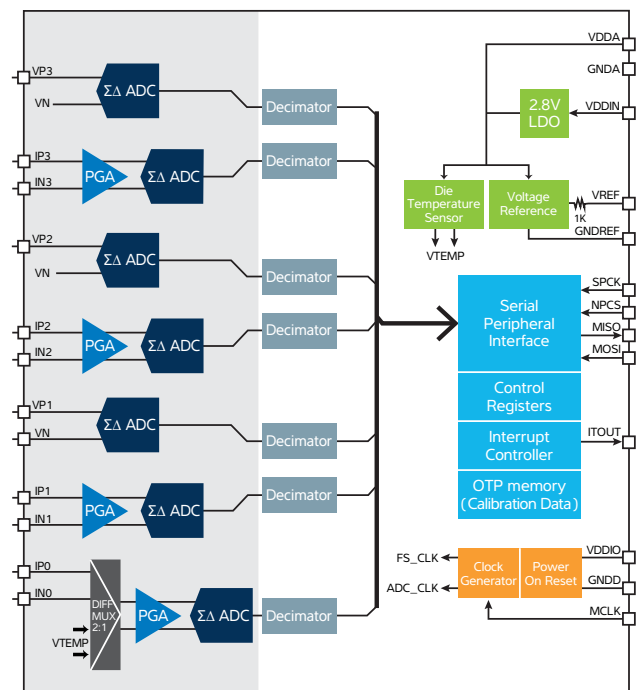 VP3
VN
ΣΔ ADC
Decimator
IP3
IN3
PGA
ΣΔ ADC
Decimator
VP2
VN
ΣΔ ADC
Decimator
IP2
IN2
PGA
ΣΔ ADC
Decimator
VP1
VN
ΣΔ ADC
Decimator
IP1
IN1
PGA
ΣΔ ADC
Decimator
IP0
IN0
DIFF
MUX
2:1
VTEMP
PGA
ΣΔ ADC
Decimator
VDDA
GNDA
2.8V
LDO
VDDIN
Die
Temperature
Sensor
VTEMP
Voltage
Reference
1K
VREF
GNDREF
Serial
Peripheral
Interface
SPCK
NPCS
MISO
MOSI
Control
Registers
Interrupt
Controller
ITOUT
OTP memory
(Calibration Data)
FS_CLK
ADC_CLK
Clock
Generator
Power
On Reset
VDDIO
GNDD
MCLK